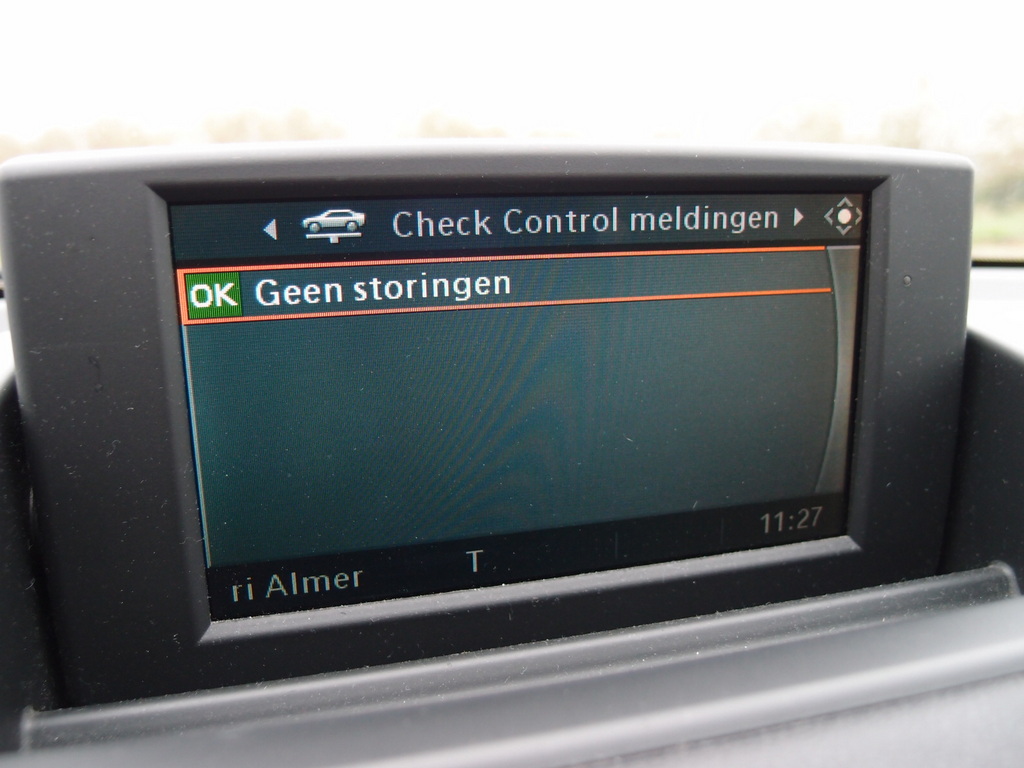 Check Control meldingen
OK Geen storingen
ri Almer T 11:27